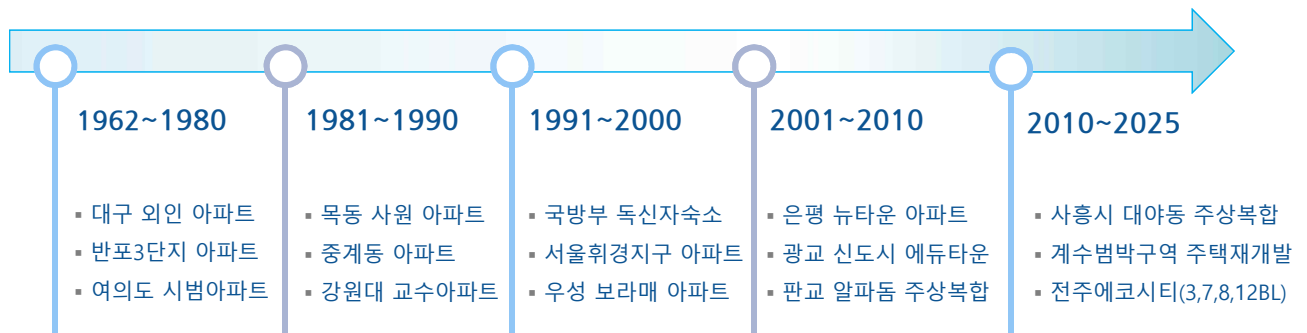 1962~1980
▪ 대구 외인 아파트
▪ 반포3단지 아파트
▪ 여의도 시범아파트
1981~1990
▪ 목동 사원 아파트
▪ 중계동 아파트
▪ 강원대 교수아파트
1991~2000
▪ 국방부 독신자숙소
▪ 서울휘경지구 아파트
▪ 우성 보라매 아파트
2001~2010
▪ 은평 뉴타운 아파트
▪ 광교 신도시 에듀타운
▪ 판교 알파돔 주상복합
2010~2025
▪ 사흥시 대야동 주상복합
▪ 계수범박구역 주택재개발
▪ 전주에코시티(3,7,8,12BL)